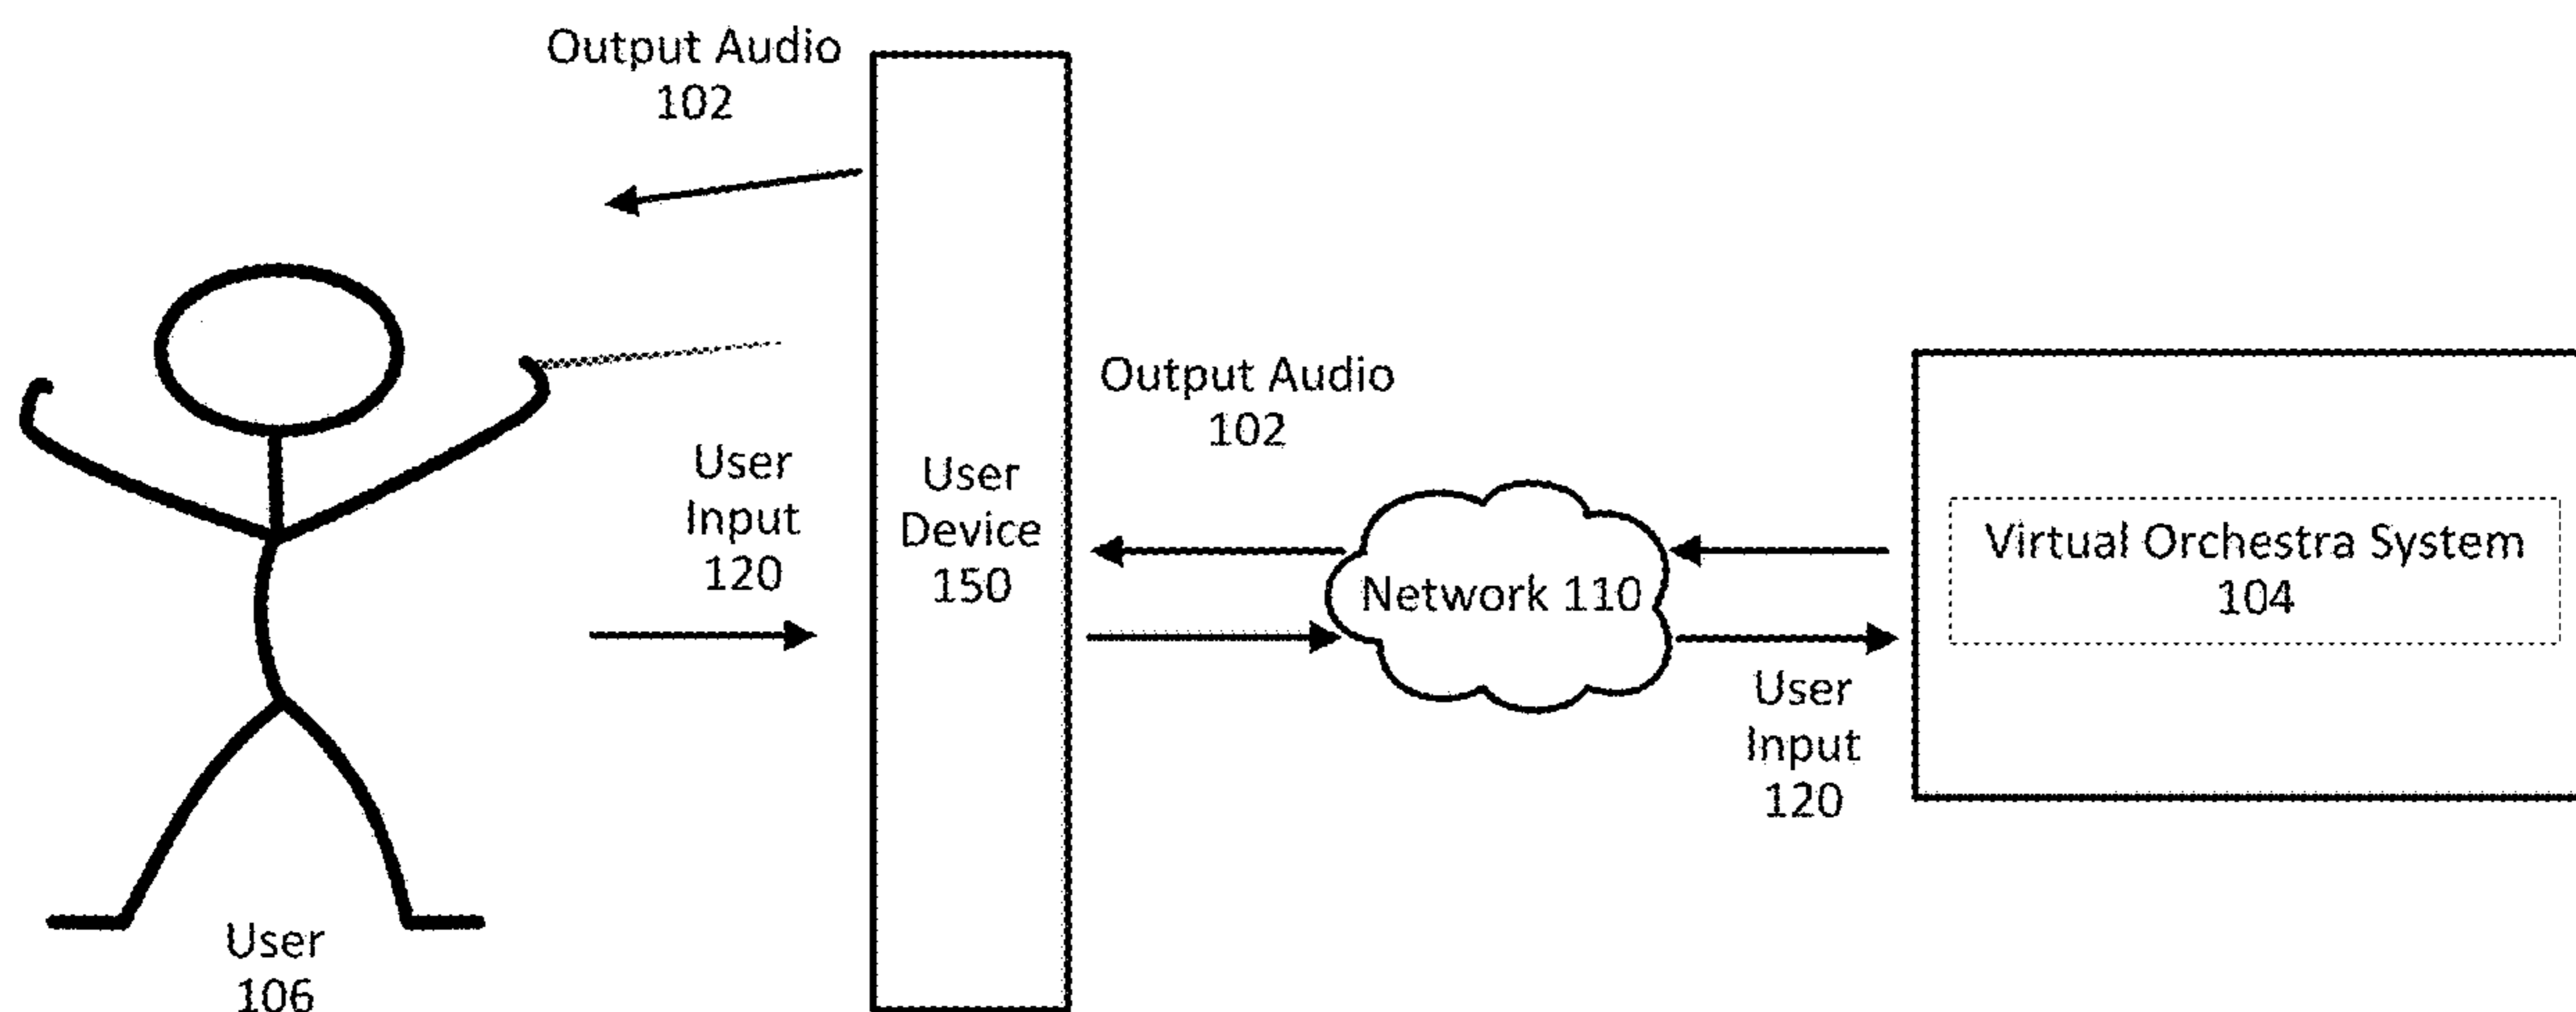 Output Audio
102
User
Input
120
User
Device
150
Output Audio
102
Network 110
User
Input
120
Virtual Orchestra System
104
User
106